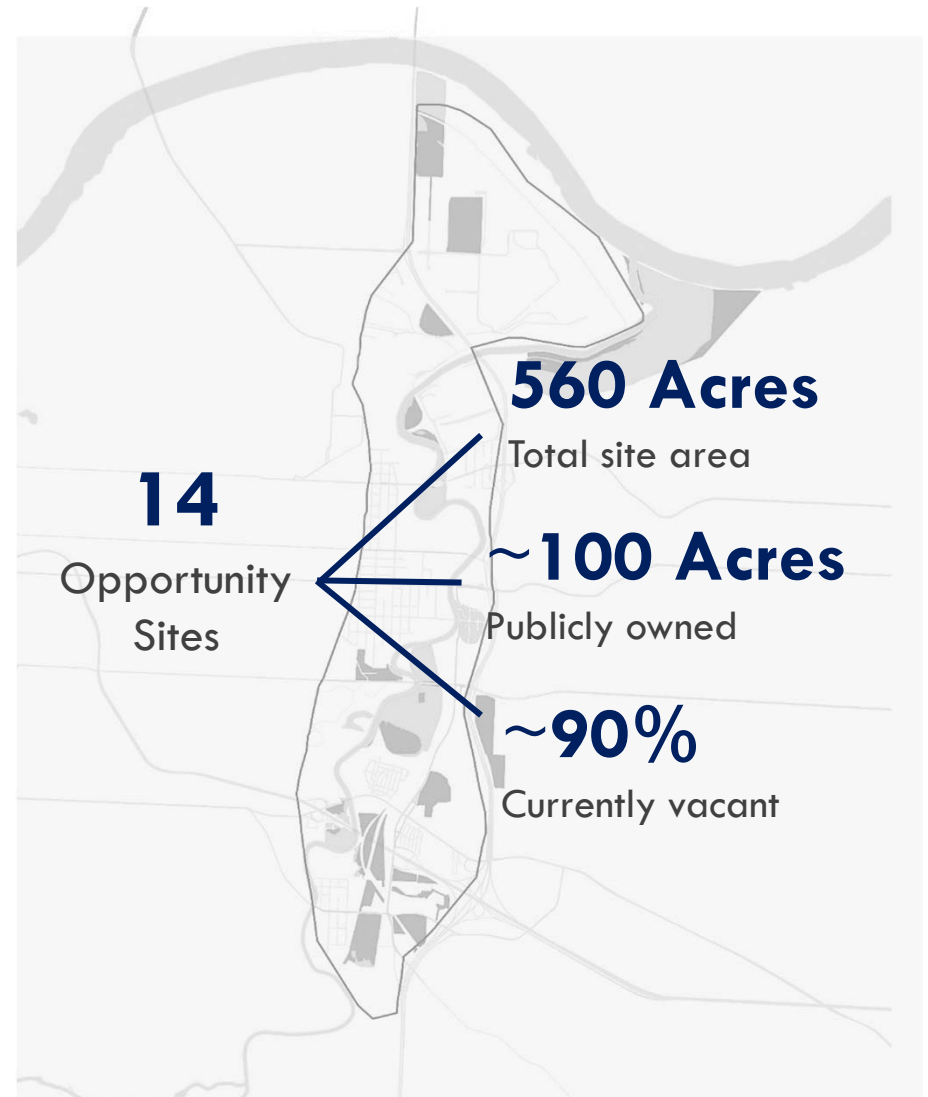 14
Opportunity
Sites
560 Acres
Total site area
~100 Acres
Publicly owned
~90%
Currently vacant